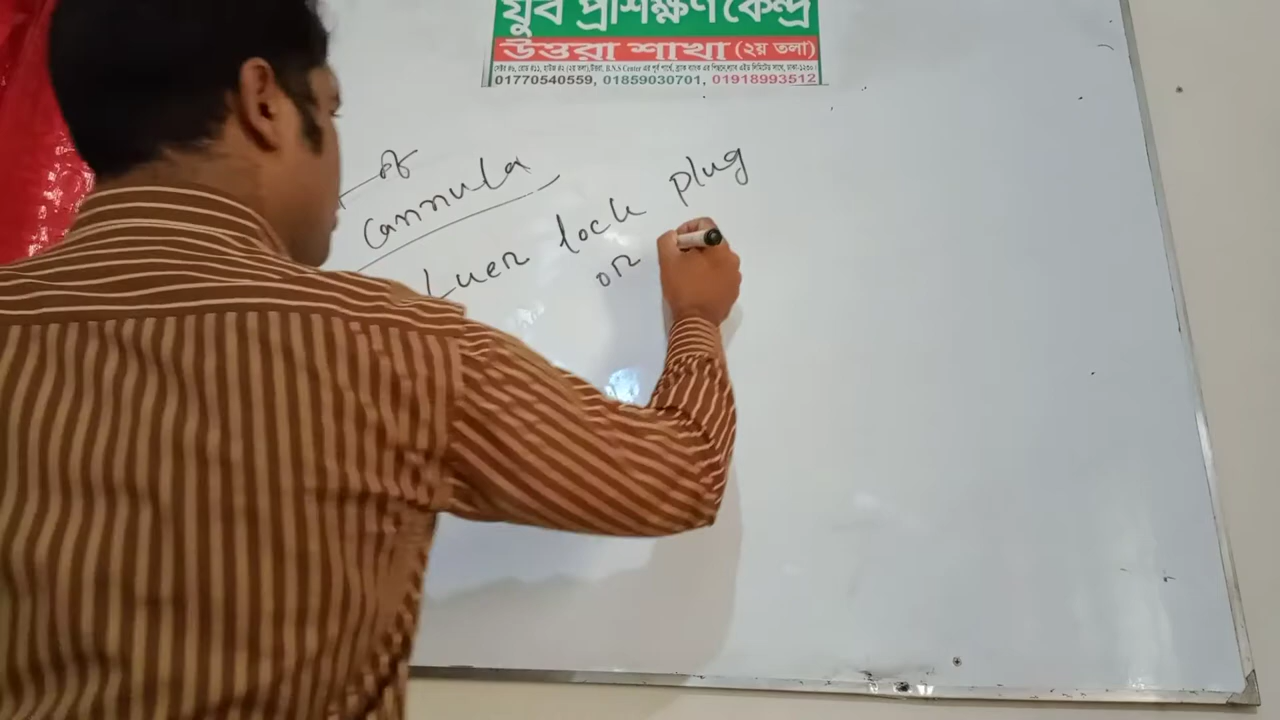 যুব প্রশিক্ষণ কেন্দ্র
উত্তরা শাখা (২য় তলা)
01770540559, 01859030701, 01918993512
of
Cannula
Luer lock plug
or